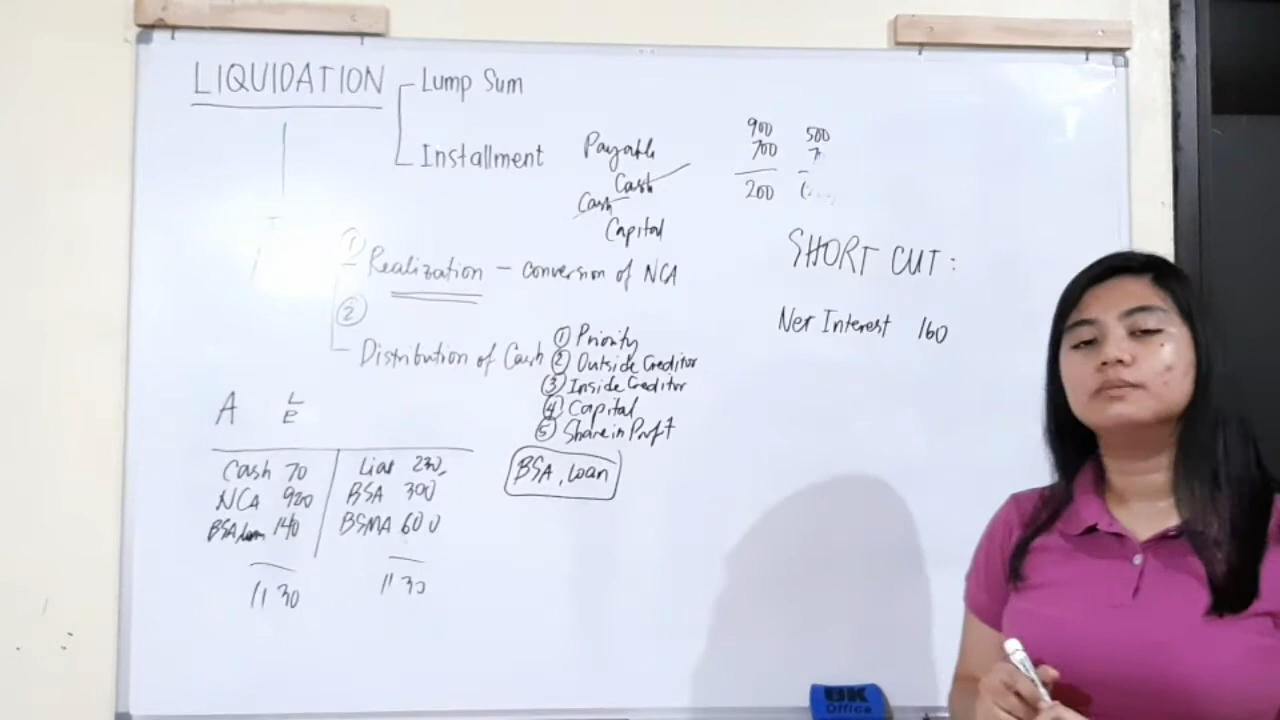 LIQUIDATION
Lump Sum
Installment
Payable
Cash
Cash
Capital
900 500
700 7
200 (
① Realization – conversion of NCA
②
Distribution of Cash
① Priority
② Outside Creditor
③ Inside Creditor
④ Capital
⑤ Share in Profit
SHORT CUT:
Net Interest 160
A L
E
Cash 70
NCA 920
BSA loan 140
1130
Liab 230
BSA 300
BSMA 600
1130
BSA, Loan
OK
Office